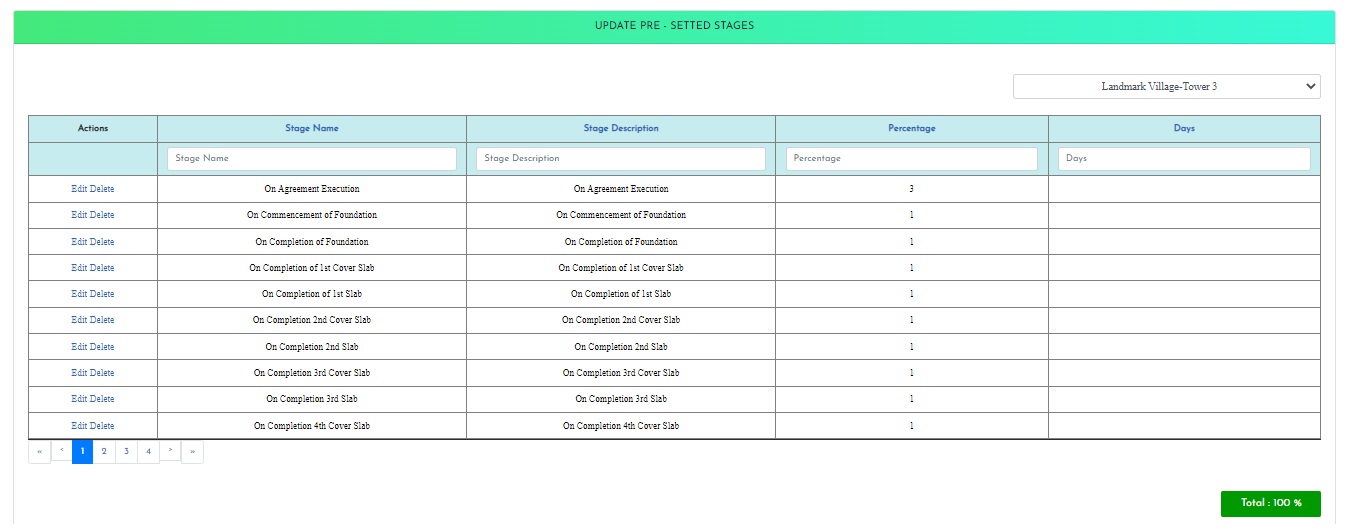 UPDATE PRE - SETTED STAGES
Landmark Village-Tower 3
Actions Stage Name Stage Description Percentage Days
Stage Name Stage Description Percentage Days
Edit Delete On Agreement Execution On Agreement Execution 3
Edit Delete On Commencement of Foundation On Commencement of Foundation 1
Edit Delete On Completion of Foundation On Completion of Foundation 1
Edit Delete On Completion of 1st Cover Slab On Completion of 1st Cover Slab 1
Edit Delete On Completion of 1st Slab On Completion of 1st Slab 1
Edit Delete On Completion 2nd Cover Slab On Completion 2nd Cover Slab 1
Edit Delete On Completion 2nd Slab On Completion 2nd Slab 1
Edit Delete On Completion 3rd Cover Slab On Completion 3rd Cover Slab 1
Edit Delete On Completion 3rd Slab On Completion 3rd Slab 1
Edit Delete On Completion 4th Cover Slab On Completion 4th Cover Slab 1
« ‹ 1 2 3 4 › »
Total : 100 %